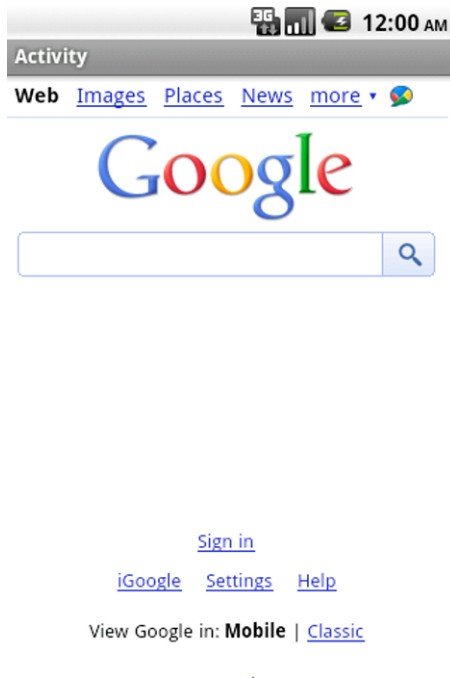 3G 12:00 AM
Activity
Web Images Places News more ▾
Google
Sign in
iGoogle Settings Help
View Google in: Mobile | Classic